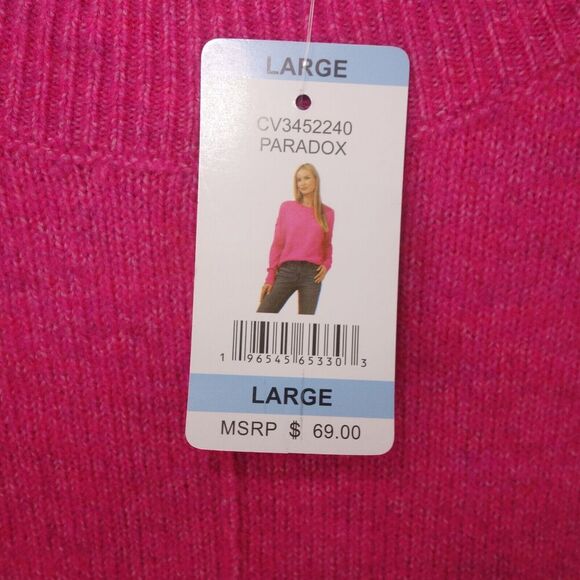 LARGE
CV3452240
PARADOX
1 96545 65330 3
LARGE
MSRP $ 69.00